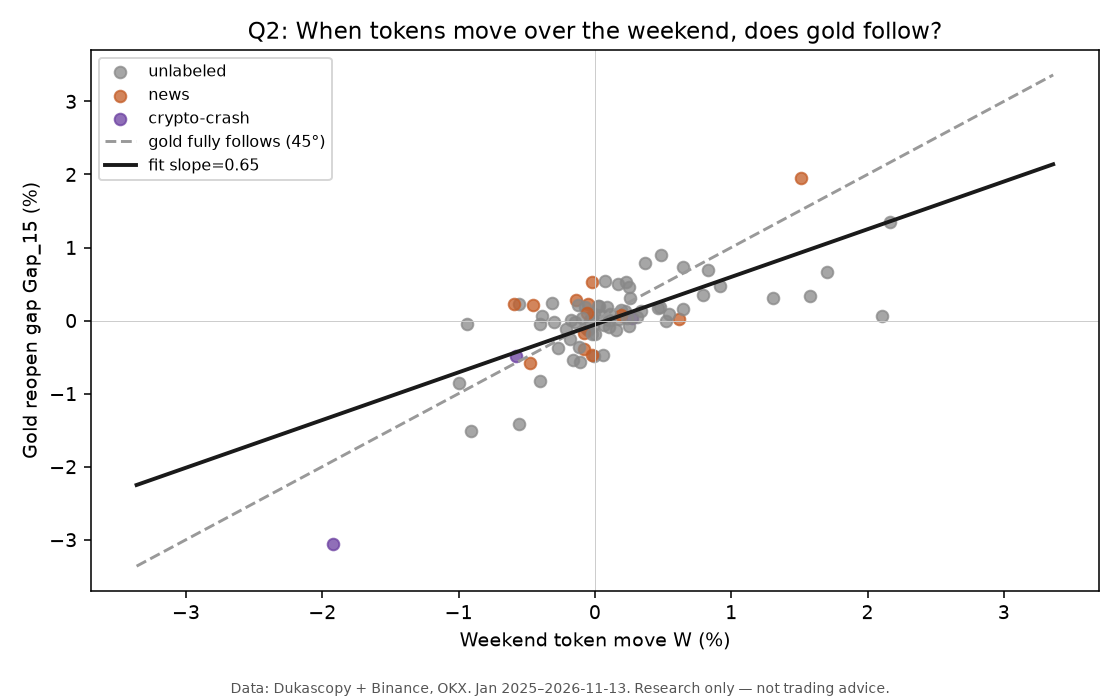 Q2: When tokens move over the weekend, does gold follow?
unlabeled
news
crypto-crash
gold fully follows (45°)
fit slope=0.65
Gold reopen gap Gap_15 (%)
3
2
1
0
−1
−2
−3
−3
−2
−1
0
1
2
3
Weekend token move W (%)
Data: Dukascopy + Binance, OKX. Jan 2025–2026-11-13. Research only — not trading advice.